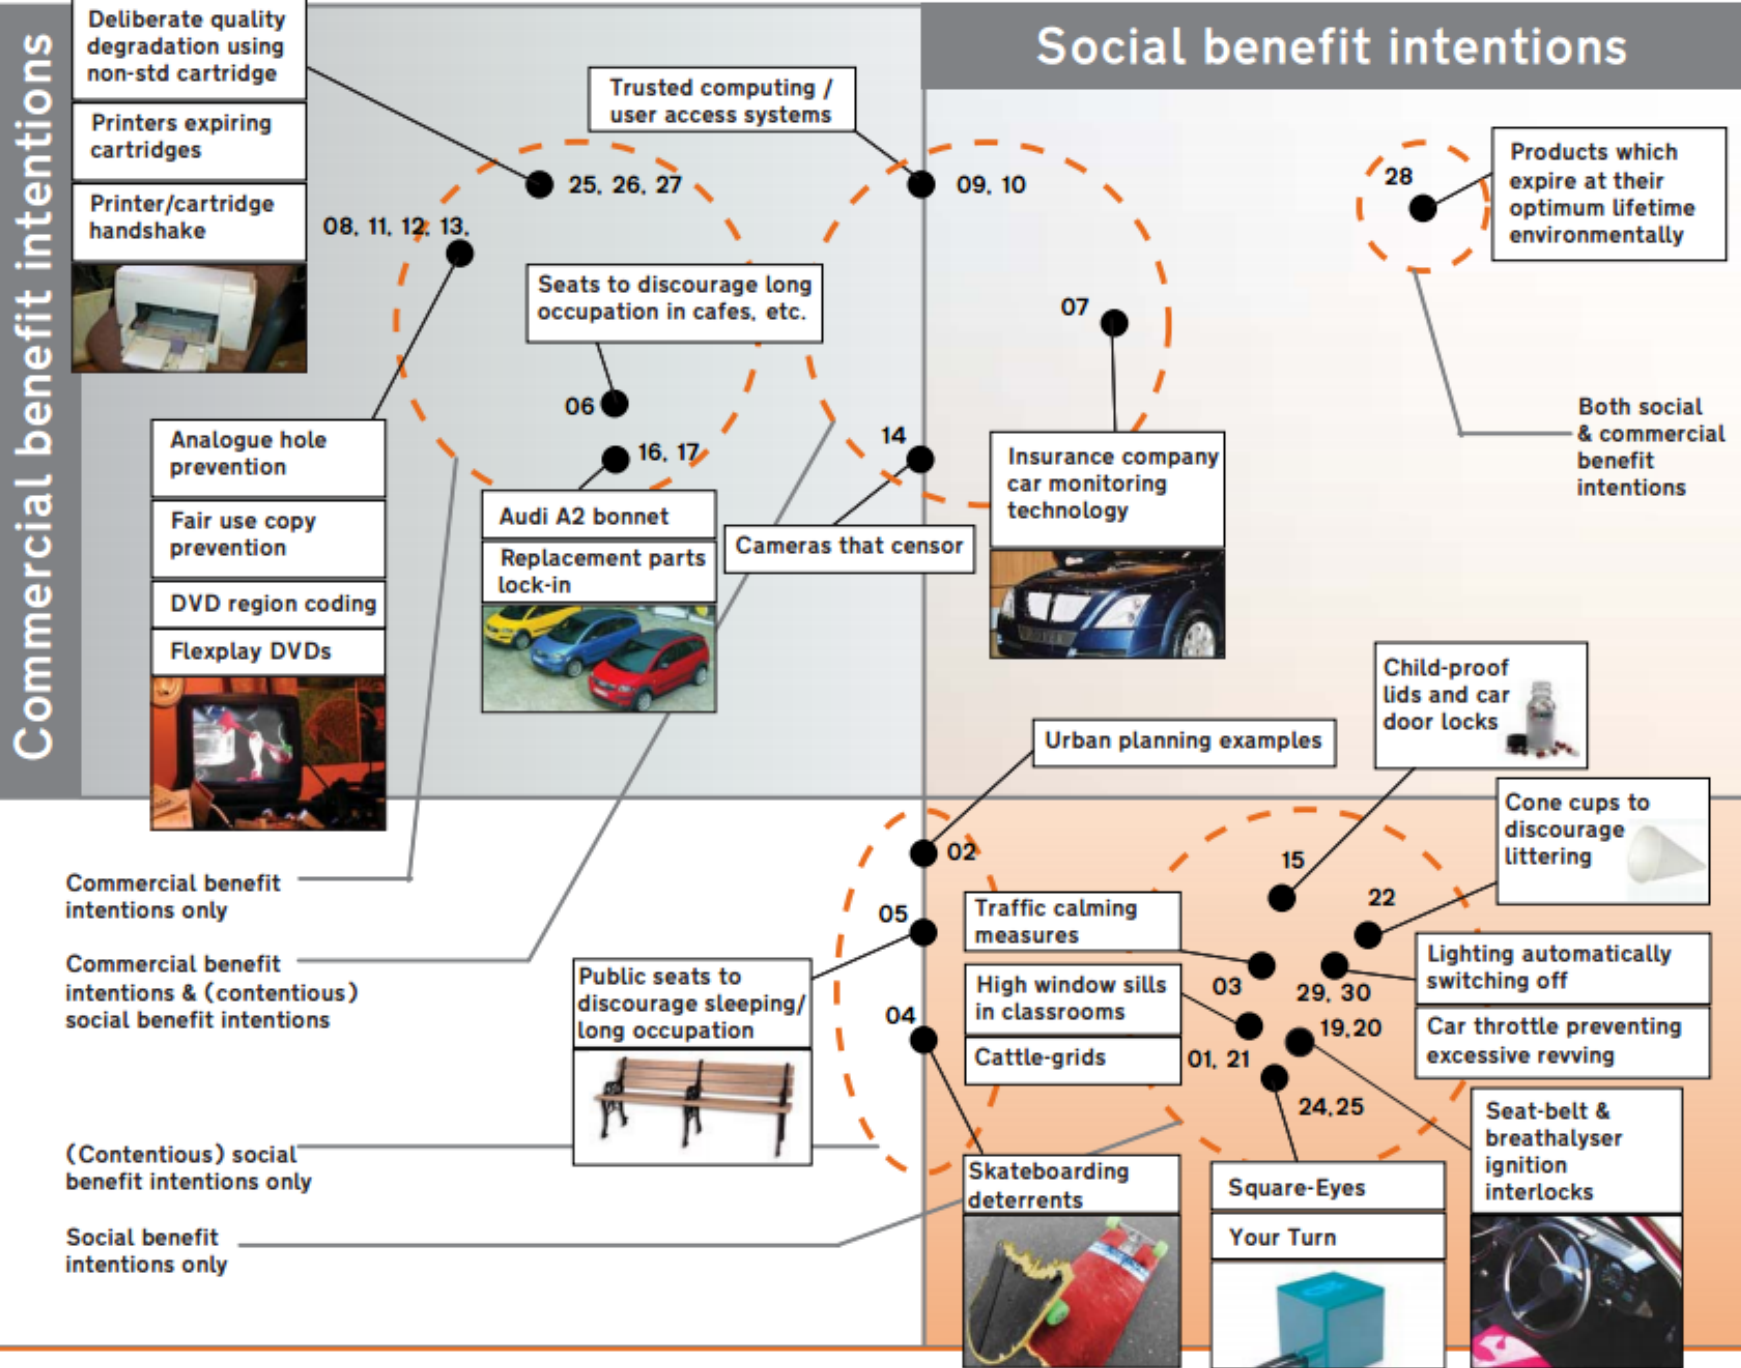 Commercial benefit intentions
Social benefit intentions
Deliberate quality
degradation using
non-std cartridge
Printers expiring
cartridges
Printer/cartridge
handshake
Trusted computing /
user access systems
25, 26, 27
08, 11, 12, 13,
09, 10
28
Products which
expire at their
optimum lifetime
environmentally
Seats to discourage long
occupation in cafes, etc.
07
06
16, 17
14
Both social
& commercial
benefit
intentions
Analogue hole
prevention
Fair use copy
prevention
DVD region coding
Flexplay DVDs
Audi A2 bonnet
Replacement parts
lock-in
Cameras that censor
Insurance company
car monitoring
technology
Child-proof
lids and car
door locks
Urban planning examples
Cone cups to
discourage
littering
02
15
22
05
Traffic calming
measures
03
29, 30
Lighting automatically
switching off
High window sills
in classrooms
Cattle-grids
01, 21
19,20
Car throttle preventing
excessive revving
24,25
04
Public seats to
discourage sleeping/
long occupation
Skateboarding
deterrents
Square-Eyes
Your Turn
Seat-belt &
breathalyser
ignition
interlocks
Commercial benefit
intentions only
Commercial benefit
intentions & (contentious)
social benefit intentions
(Contentious) social
benefit intentions only
Social benefit
intentions only